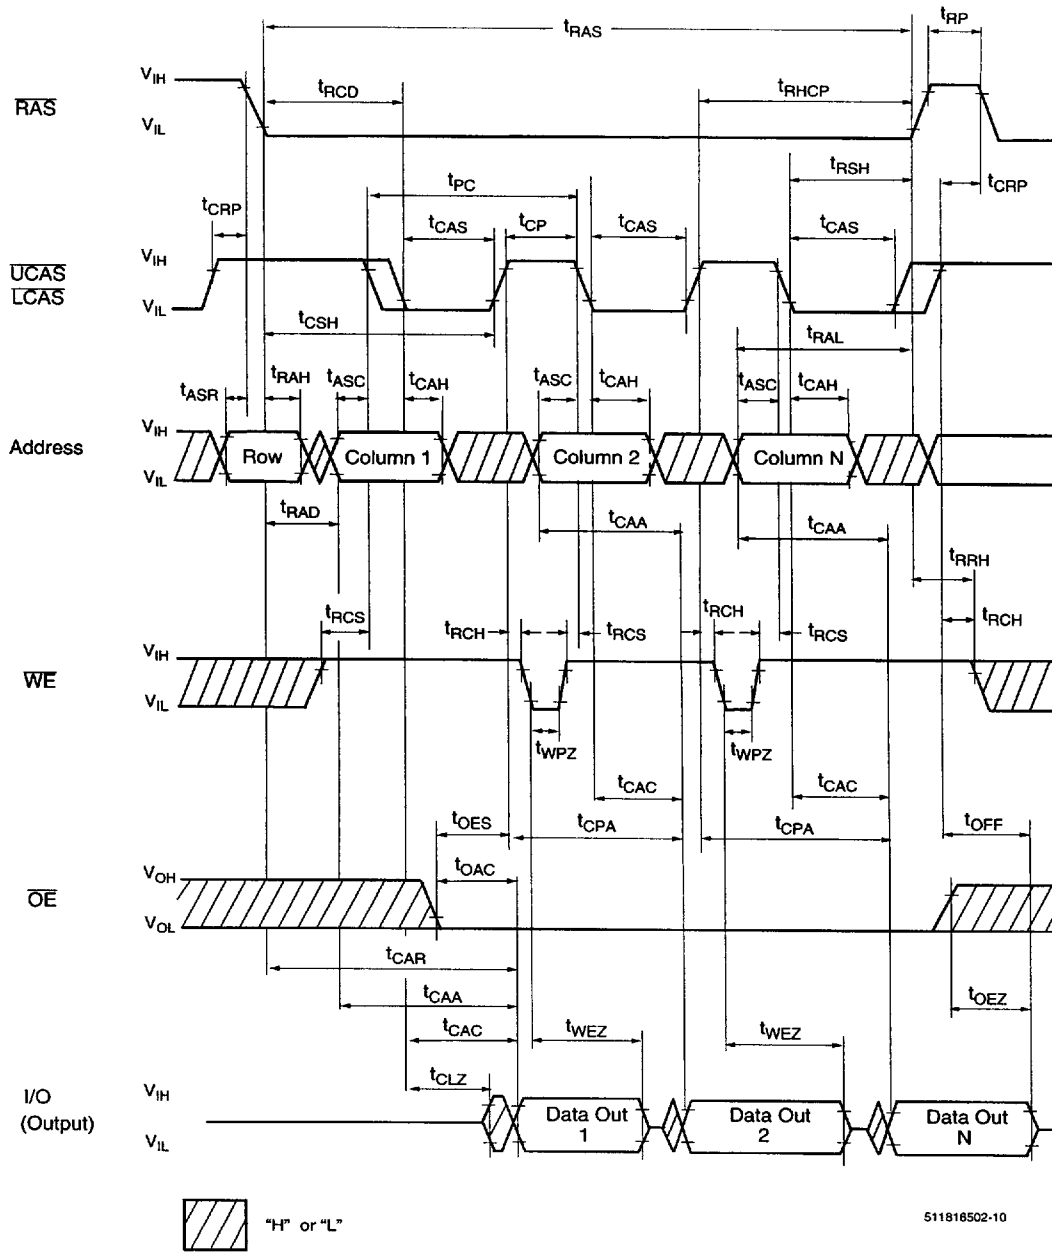 tRAS
tRP
VIH
RAS
tRCD
tRHCP
VIL
tRSH
tPC
tCRP
tCRP
tCAS
tCP
tCAS
tCAS
VIH
UCAS
LCAS
VIL
tCSH
tRAL
tASR
tRAH
tASC
tCAH
tASC
tCAH
tASC
tCAH
VIH
Address
Row
Column 1
Column 2
Column N
VIL
tRAD
tCAA
tCAA
tRRH
tRCS
tRCH
tRCS
tRCH
tRCS
tRCH
VIH
WE
VIL
tWPZ
tWPZ
tCAC
tCAC
tOES
tCPA
tCPA
tOFF
tOAC
VOH
OE
VOL
tCAR
tCAA
tOEZ
tCAC
tWEZ
tWEZ
tCLZ
I/O
(Output)
VIH
VIL
Data Out
1
Data Out
2
Data Out
N
"H" or "L"
511816502-10